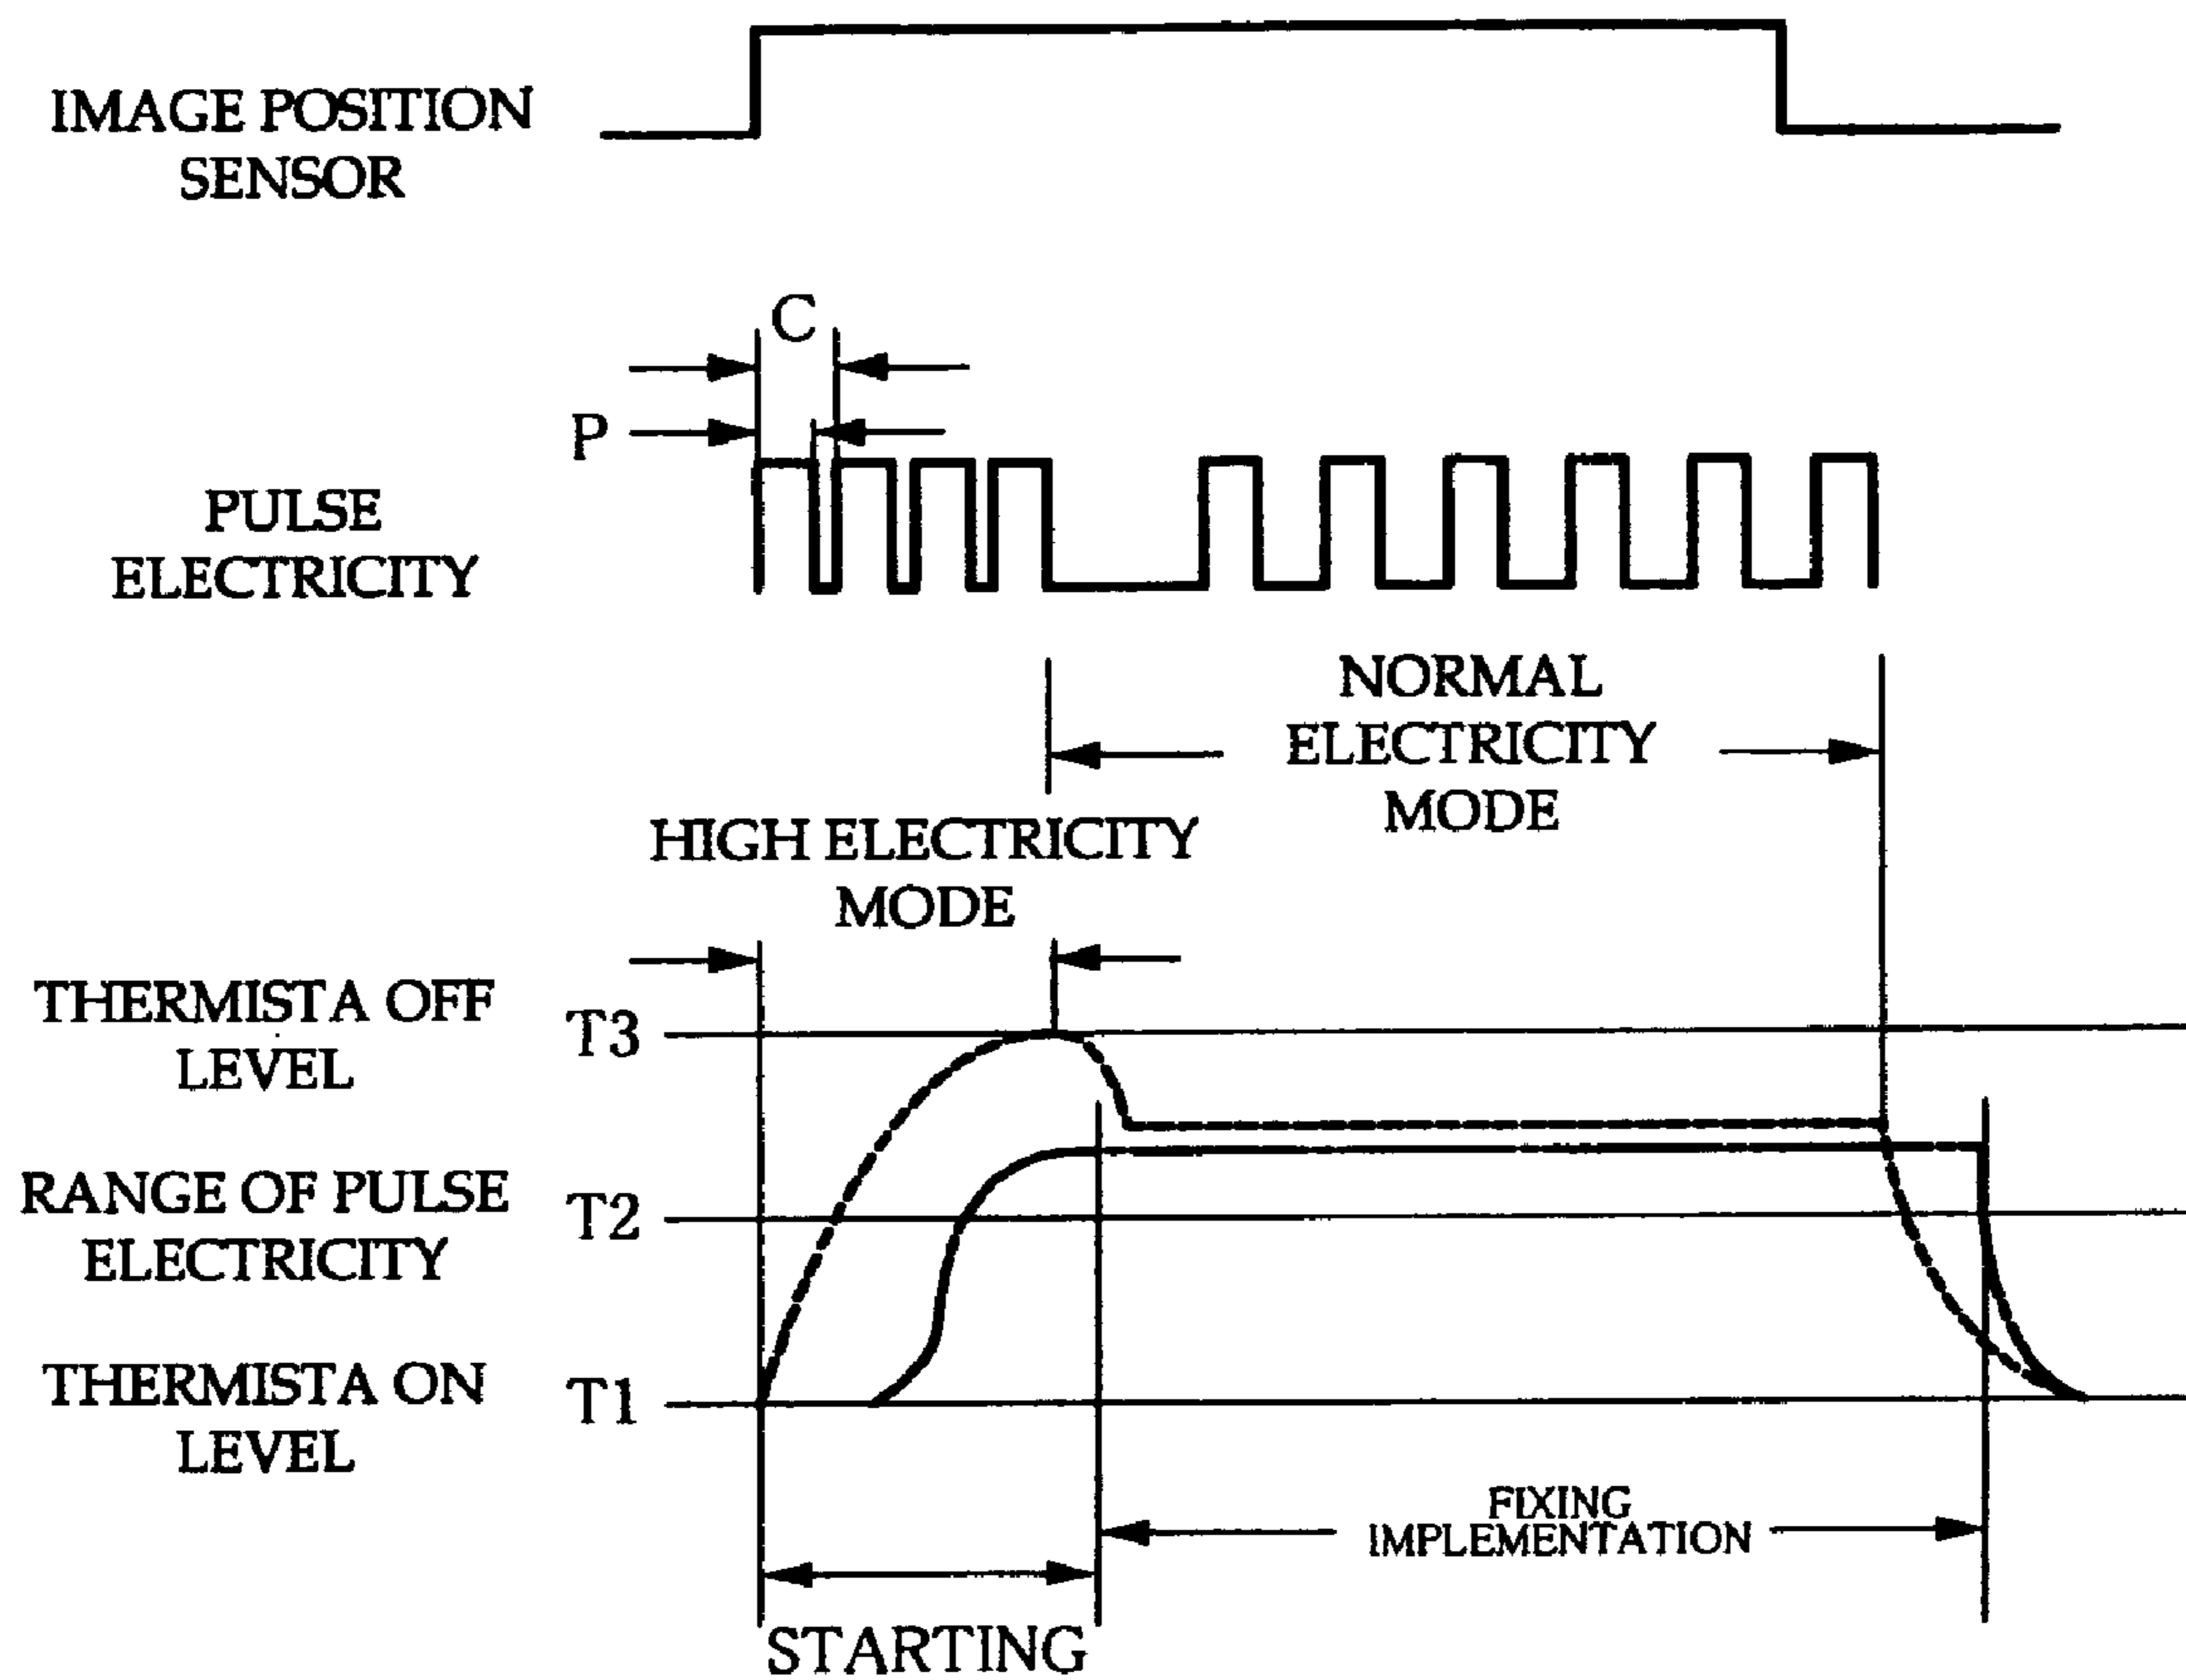 IMAGE POSITION
SENSOR
C
P
PULSE
ELECTRICITY
NORMAL
ELECTRICITY
MODE
HIGH ELECTRICITY
MODE
THERMISTA OFF
LEVEL
T3
RANGE OF PULSE
ELECTRICITY
T2
THERMISTA ON
LEVEL
T1
FIXING
IMPLEMENTATION
STARTING